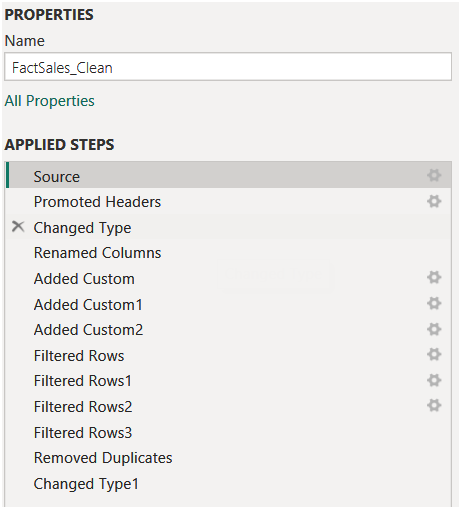 PROPERTIES
Name
FactSales_Clean
All Properties
APPLIED STEPS
Source
Promoted Headers
Changed Type
Renamed Columns
Added Custom
Added Custom1
Added Custom2
Filtered Rows
Filtered Rows1
Filtered Rows2
Filtered Rows3
Removed Duplicates
Changed Type1